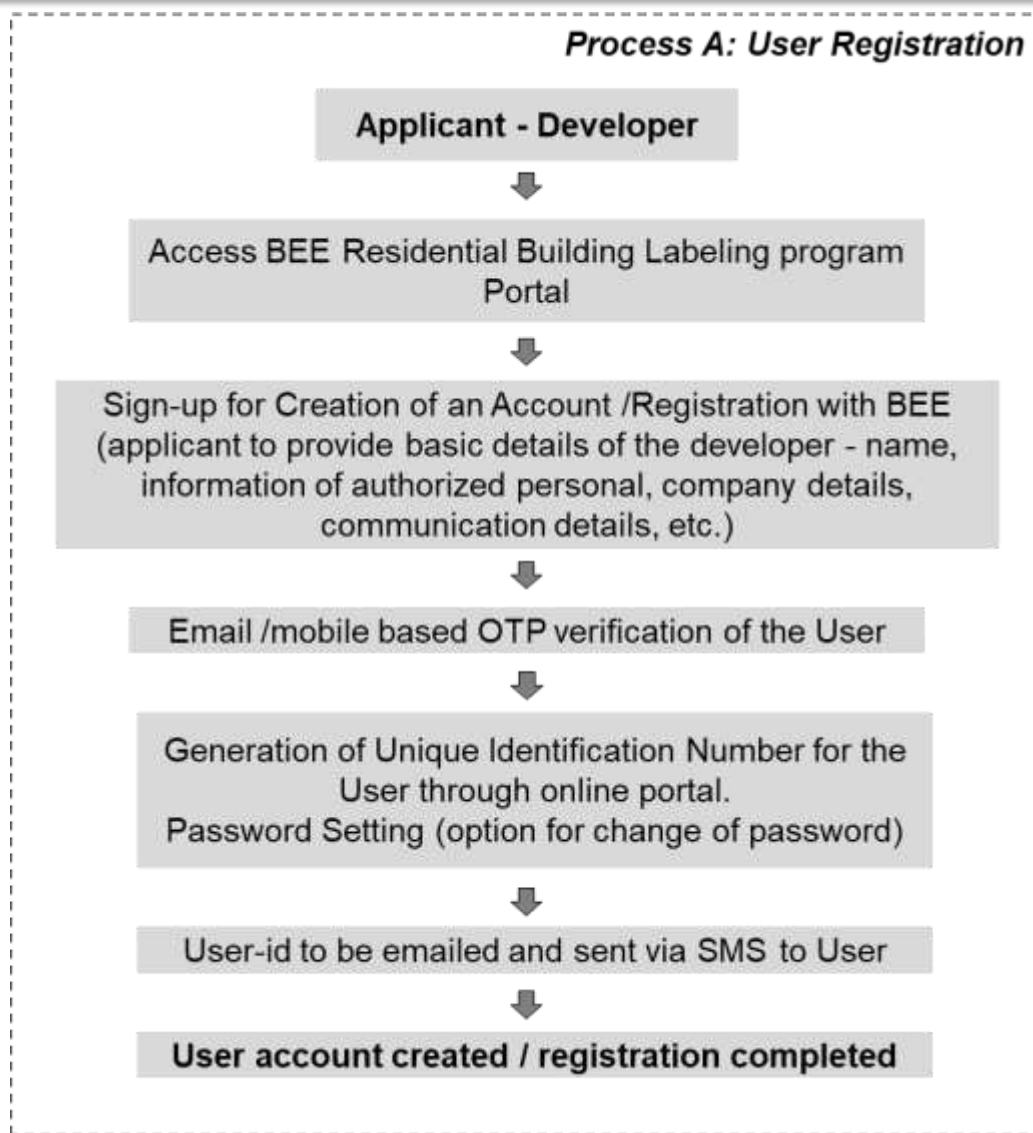 Process A: User Registration
Applicant - Developer
Access BEE Residential Building Labeling program
Portal
Sign-up for Creation of an Account /Registration with BEE
(applicant to provide basic details of the developer - name,
information of authorized personal, company details,
communication details, etc.)
Email /mobile based OTP verification of the User
Generation of Unique Identification Number for the
User through online portal.
Password Setting (option for change of password)
User-id to be emailed and sent via SMS to User
User account created / registration completed